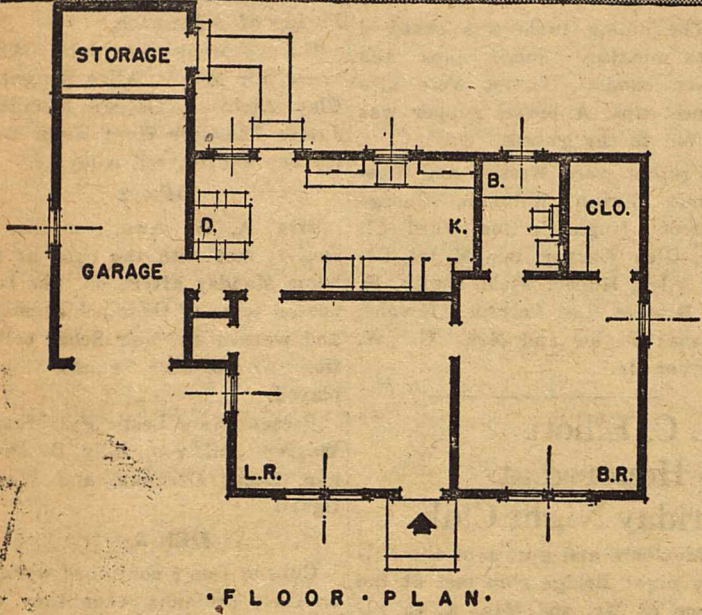 STORAGE
B.
CLO.
D.
K.
GARAGE
L.R.
B.R.
• FLOOR • PLAN •